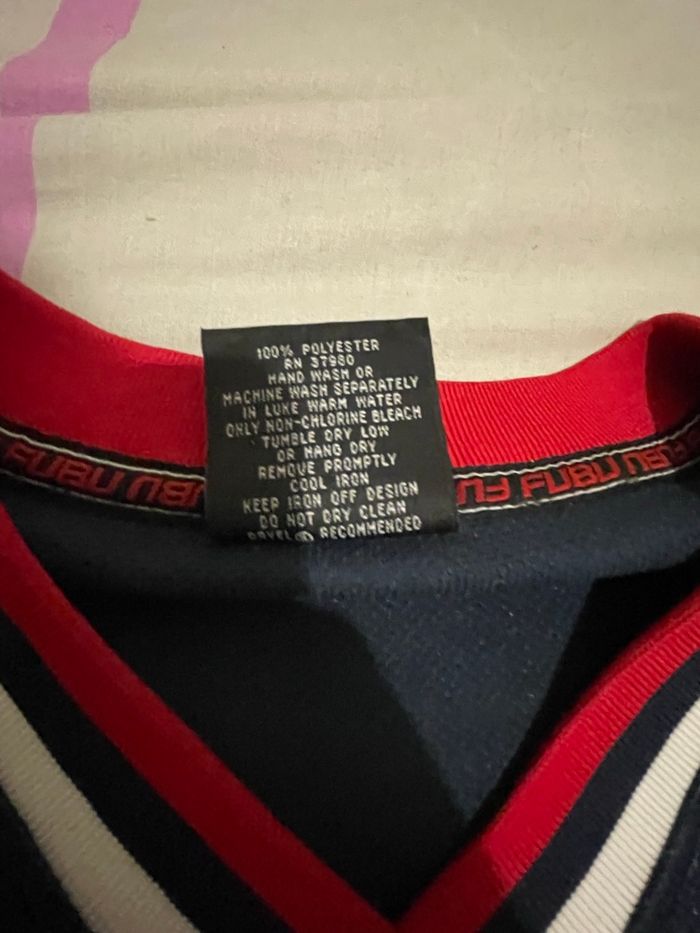 100% POLYESTER
RN 37980
HAND WASH OR
MACHINE WASH SEPARATELY
IN LUKE WARM WATER
ONLY NON-CHLORINE BLEACH
TUMBLE DRY LOW
OR HANG DRY
REMOVE PROMPTLY
COOL IRON
KEEP IRON OFF DESIGN
DO NOT DRY CLEAN
RECOMMENDED
FUBU
FUBU